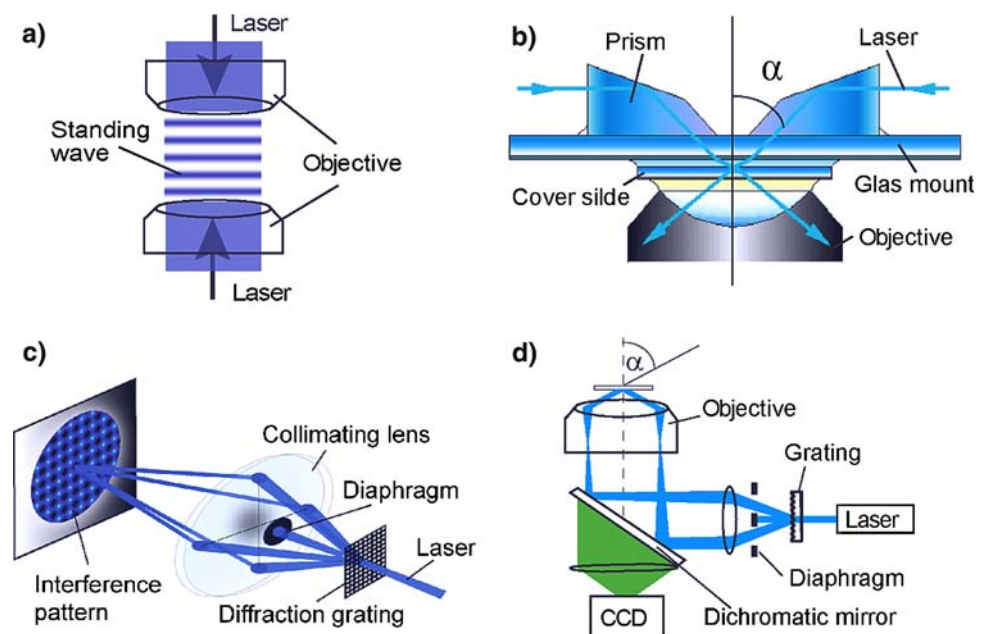 a)
Laser
Standing
wave
Objective
Laser
b)
Prism
α
Laser
Cover silde
Glas mount
Objective
c)
Collimating lens
Diaphragm
Laser
Interference
pattern
Diffraction grating
d)
α
Objective
Grating
Laser
Diaphragm
CCD
Dichromatic mirror